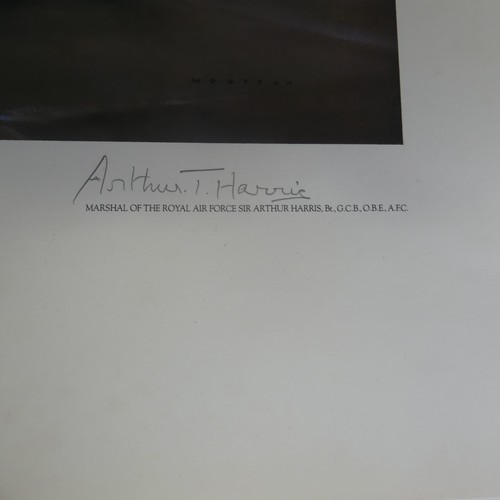 Arthur. T. Harris
MARSHAL OF THE ROYAL AIR FORCE SIR ARTHUR HARRIS, Bt., G.C.B., O.B.E., A.F.C.